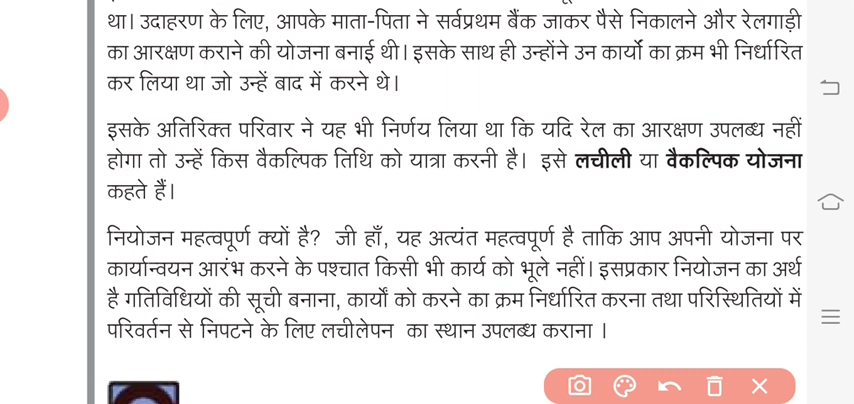 था। उदाहरण के लिए, आपके माता-पिता ने सर्वप्रथम बैंक जाकर पैसे निकालने और रेलगाड़ी
का आरक्षण कराने की योजना बनाई थी। इसके साथ ही उन्होंने उन कार्यों का क्रम भी निर्धारित
कर लिया था जो उन्हें बाद में करने थे।
इसके अतिरिक्त परिवार ने यह भी निर्णय लिया था कि यदि रेल का आरक्षण उपलब्ध नहीं
होगा तो उन्हें किस वैकल्पिक तिथि को यात्रा करनी है। इसे लचीली या वैकल्पिक योजना
कहते हैं।
नियोजन महत्वपूर्ण क्यों है? जी हाँ, यह अत्यंत महत्वपूर्ण है ताकि आप अपनी योजना पर
कार्यान्वयन आरंभ करने के पश्चात किसी भी कार्य को भूले नहीं। इसप्रकार नियोजन का अर्थ
है गतिविधियों की सूची बनाना, कार्यों को करने का क्रम निर्धारित करना तथा परिस्थितियों में
परिवर्तन से निपटने के लिए लचीलेपन का स्थान उपलब्ध कराना ।